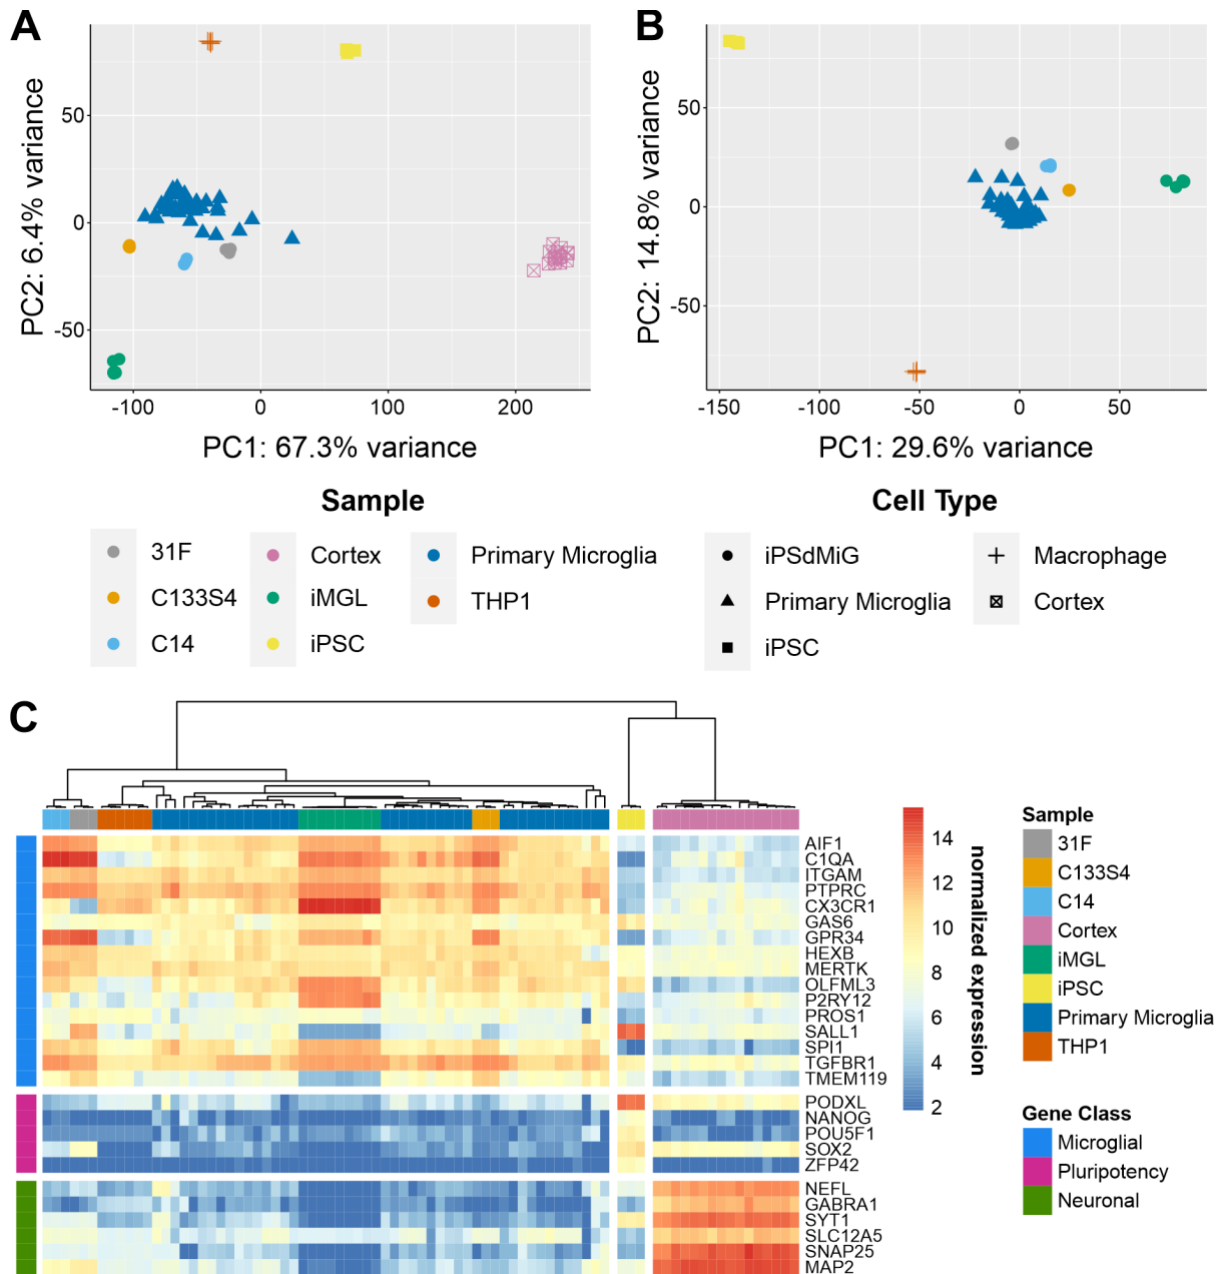 A
B
50
0
-50
PC2: 6.4% variance
-100
0
100
200
PC1: 67.3% variance
50
0
-50
PC2: 14.8% variance
-150
-100
-50
0
50
PC1: 29.6% variance
Sample
31F
C133S4
C14
Cortex
iMGL
iPSC
Primary Microglia
THP1
Cell Type
iPSdMiG
Primary Microglia
iPSC
Macrophage
Cortex
C
AIF1
C1QA
ITGAM
PTPRC
CX3CR1
GAS6
GPR34
HEXB
MERTK
OLFML3
P2RY12
PROS1
SALL1
SPI1
TGFBR1
TMEM119
PODXL
NANOG
POU5F1
SOX2
ZFP42
NEFL
GABRA1
SYT1
SLC12A5
SNAP25
MAP2
14
12
10
8
6
4
2
normalized expression
Sample
31F
C133S4
C14
Cortex
iMGL
iPSC
Primary Microglia
THP1
Gene Class
Microglial
Pluripotency
Neuronal